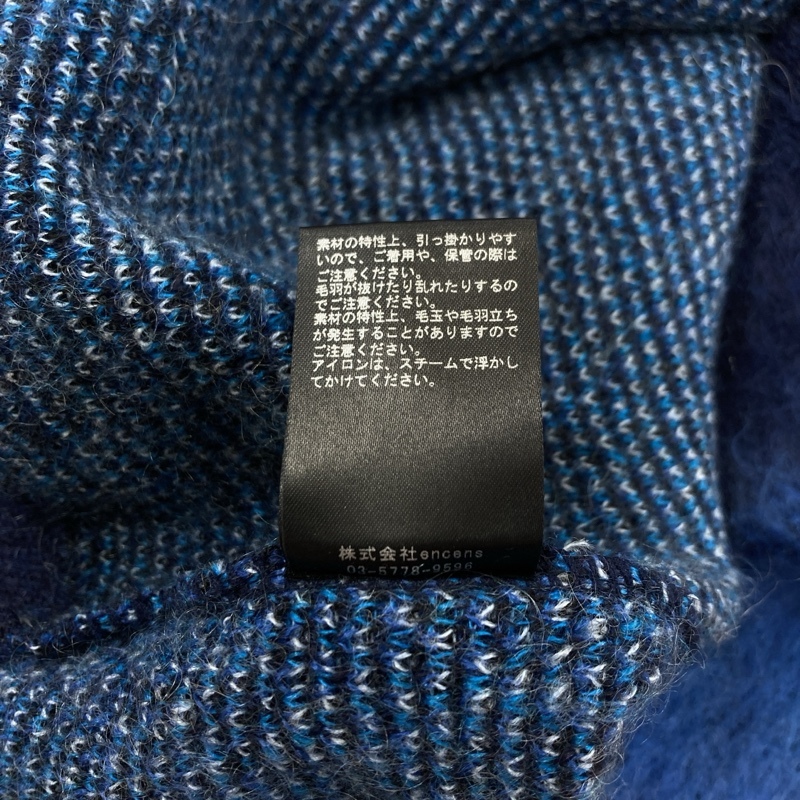 素材の特性上、引っ掛かりやす
いので、ご着用や、保管の際は
ご注意ください。
毛羽が抜けたり乱れたりするの
でご注意ください。
素材の特性上、毛玉や毛羽立ち
が発生することがありますので
ご注意ください。
アイロンは、スチームで浮かし
てかけてください。
株式会社encens
03-5778-9596